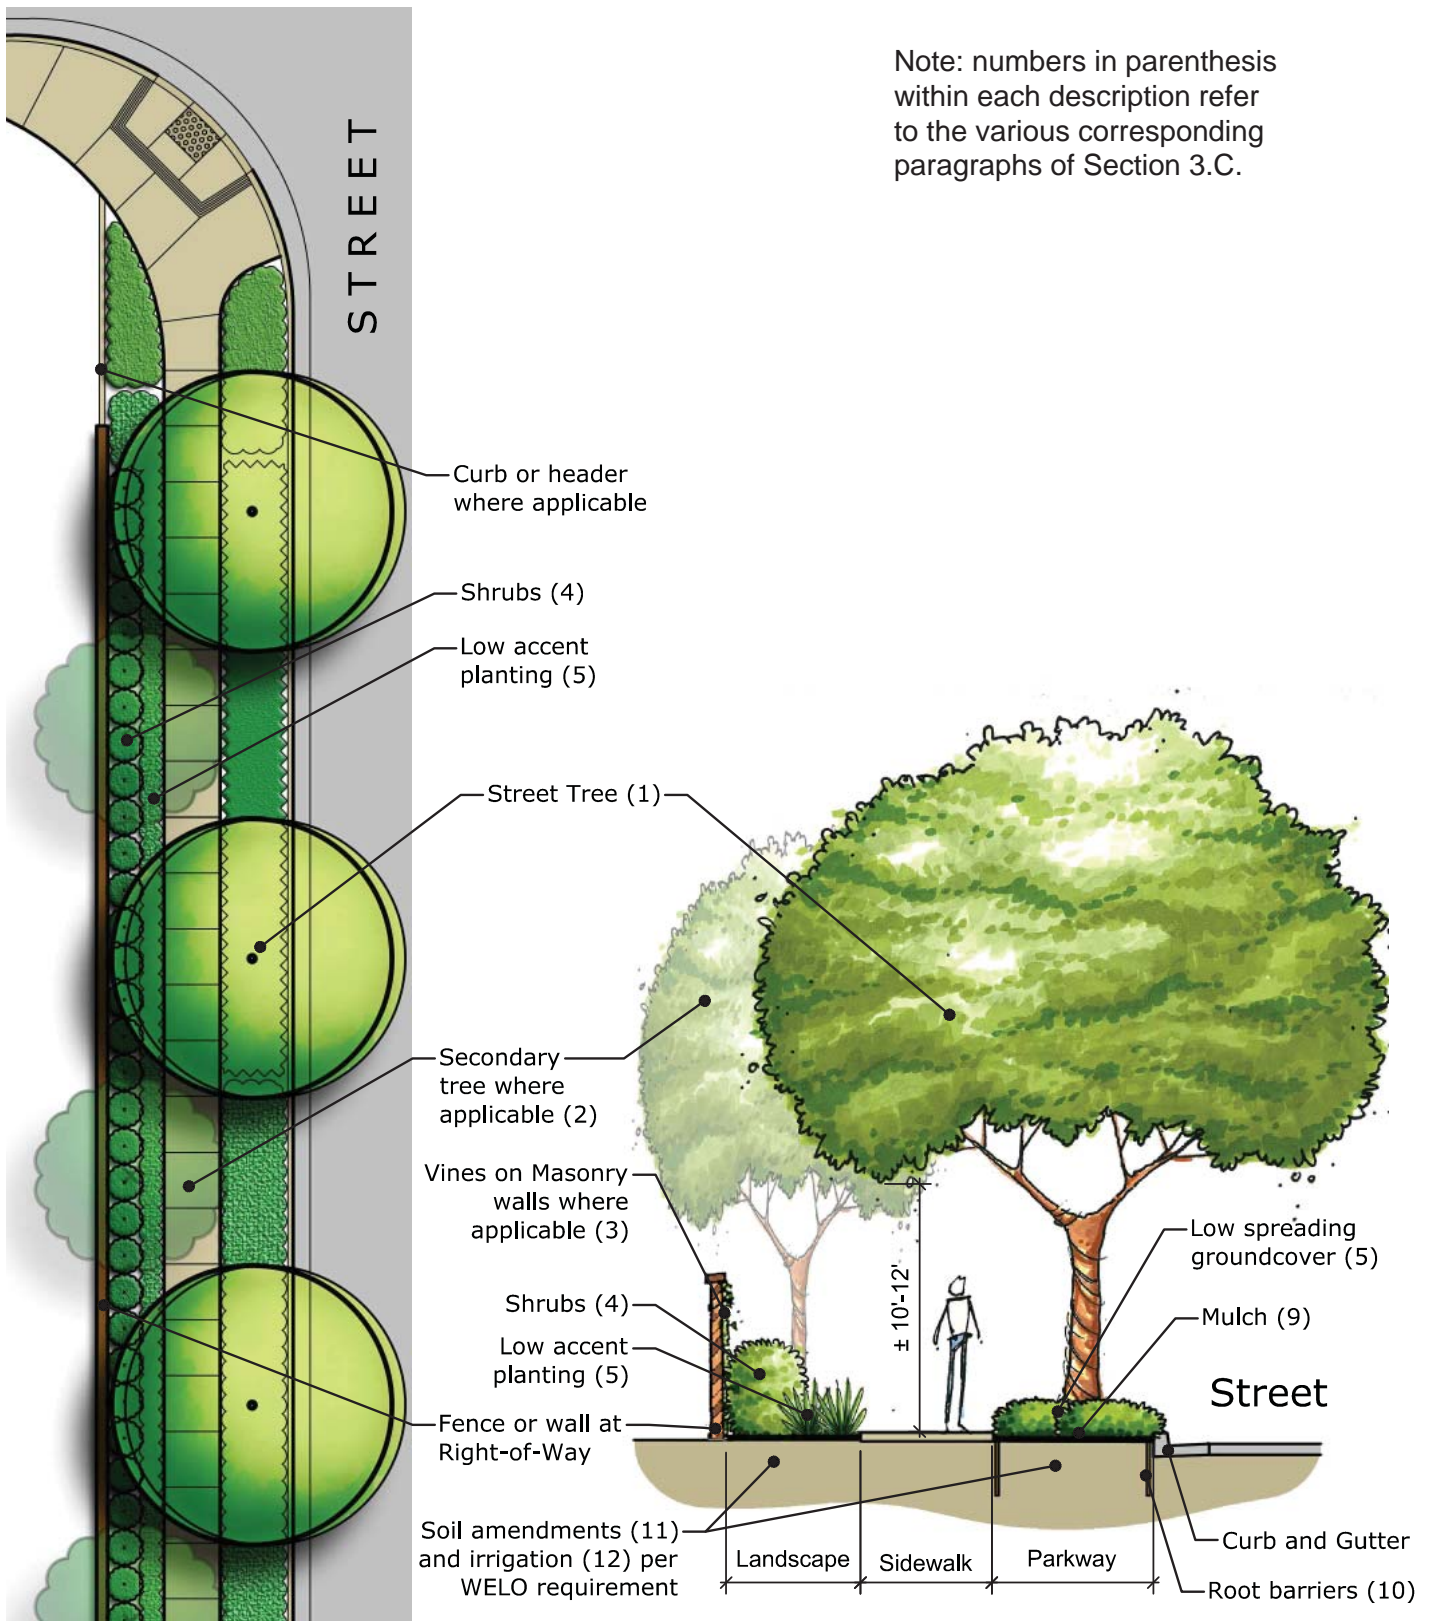 Note: numbers in parenthesis
within each description refer
to the various corresponding
paragraphs of Section 3.C.
STREET
Curb or header
where applicable
Shrubs (4)
Low accent
planting (5)
Street Tree (1)
Secondary
tree where
applicable (2)
Vines on Masonry
walls where
applicable (3)
Shrubs (4)
Low accent
planting (5)
Fence or wall at
Right-of-Way
Soil amendments (11)
and irrigation (12) per
WELO requirement
± 10'-12'
Low spreading
groundcover (5)
Mulch (9)
Street
Curb and Gutter
Root barriers (10)
Landscape
Sidewalk
Parkway